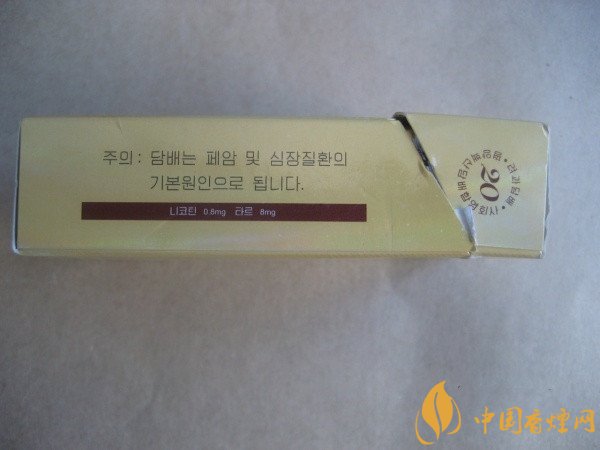 주의: 담배는 폐암 및 심장질환의
기본원인으로 됩니다.
니코틴 0.8mg 타르 8mg
20
中国香烟网